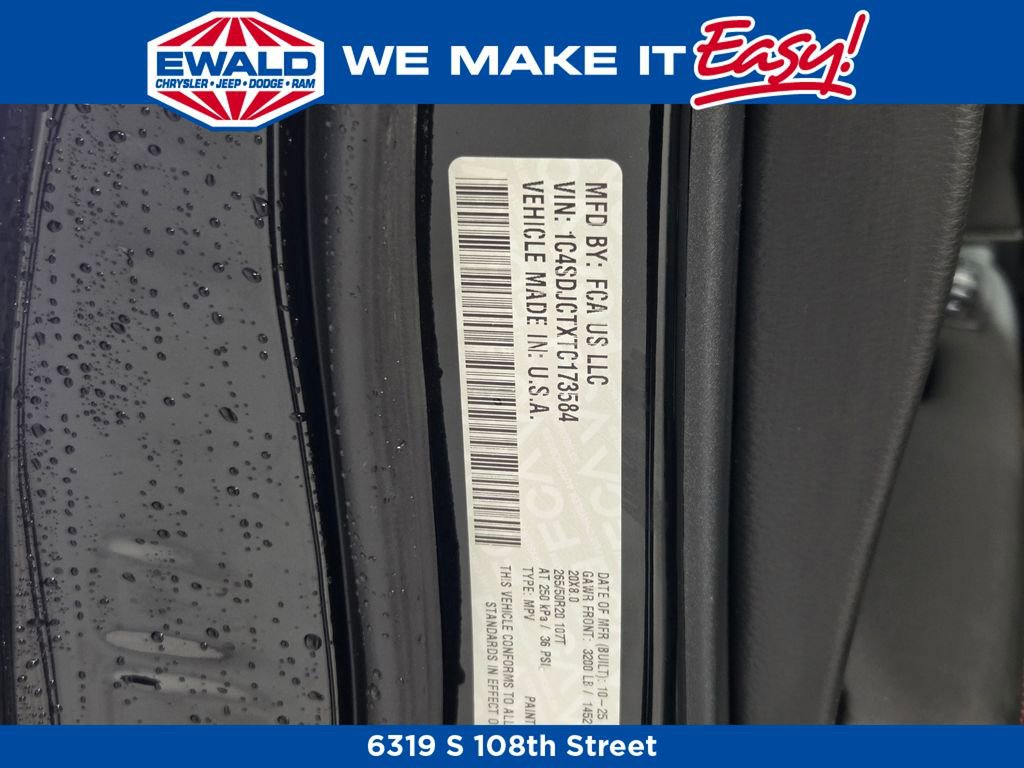 EWALD
CHRYSLER • JEEP • DODGE • RAM
WE MAKE IT Easy!
MFD BY: FCA US LLC
VIN: 1C4SDJCTXTC173584
VEHICLE MADE IN: U.S.A.
DATE OF MFR (BUILT): 10-25
GAWR FRONT: 3200 LB / 1452
20X8.0
265/50R20 107T
AT 250 kPa / 36 PSI
TYPE: MPV
PAINT
THIS VEHICLE CONFORMS TO ALL
STANDARDS IN EFFECT O
6319 S 108th Street